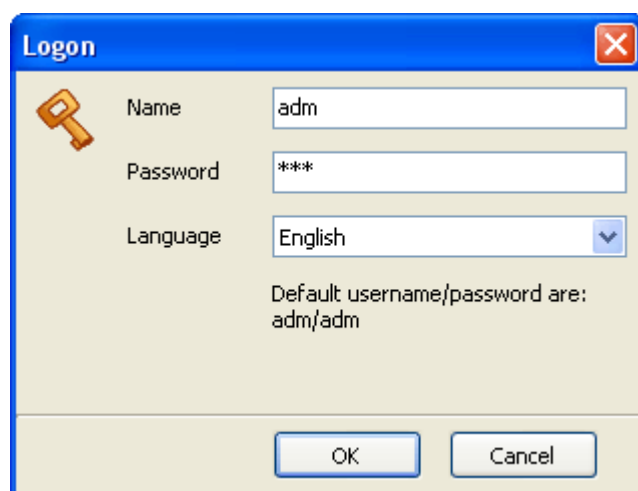 Logon
Name adm
Password ***
Language English
Default username/password are:
adm/adm
OK Cancel